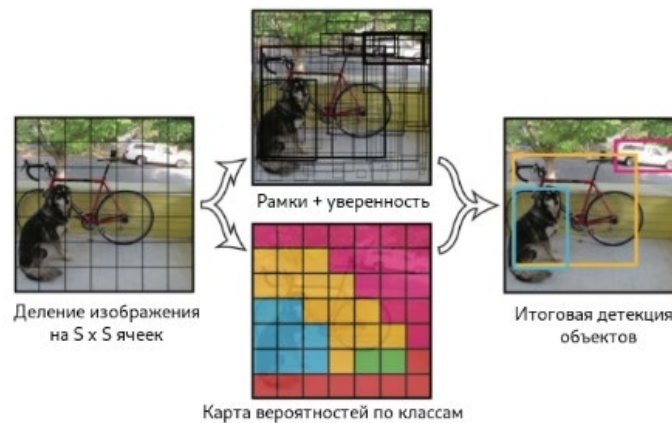 Рамки + уверенность
Деление изображения
на S x S ячеек
Итоговая детекция
объектов
Карта вероятностей по классам